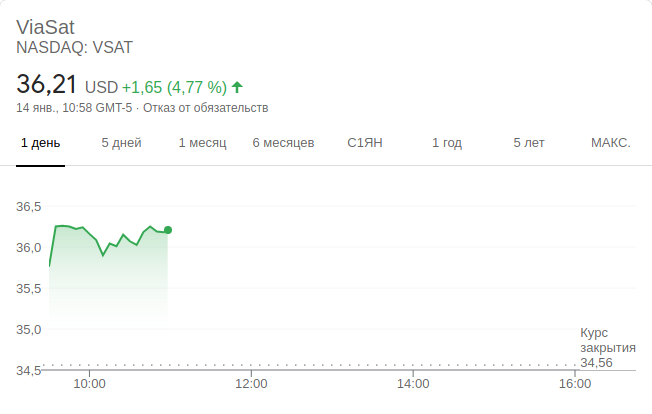 ViaSat
NASDAQ: VSAT
36,21 USD +1,65 (4,77 %)
14 янв., 10:58 GMT-5 · Отказ от обязательств
1 день 5 дней 1 месяц 6 месяцев С1ЯН 1 год 5 лет МАКС.
36,5
36,0
35,5
35,0
Курс
закрытия
34,56
34,5
10:00 12:00 14:00 16:00